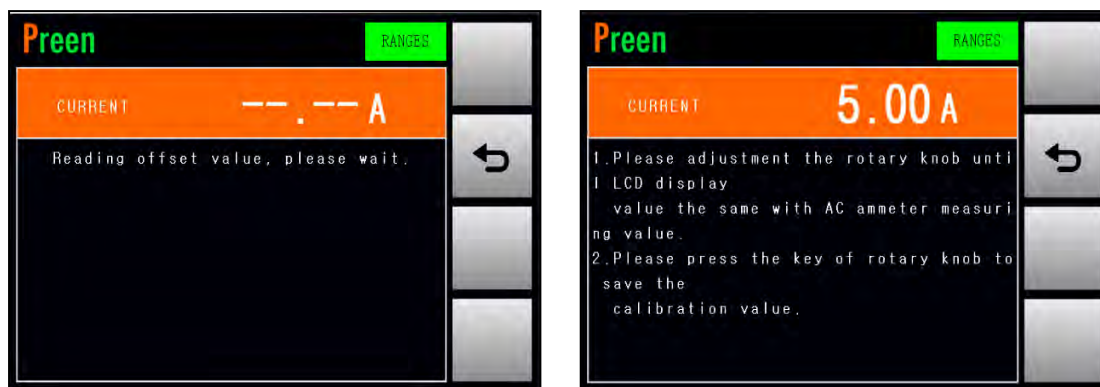 Preen
RANGES
CURRENT --.-- A
Reading offset value, please wait.
Preen
RANGES
CURRENT 5.00 A
1.Please adjustment the rotary knob unti
l LCD display
value the same with AC ammeter measuri
ng value.
2.Please press the key of rotary knob to
save the
calibration value.